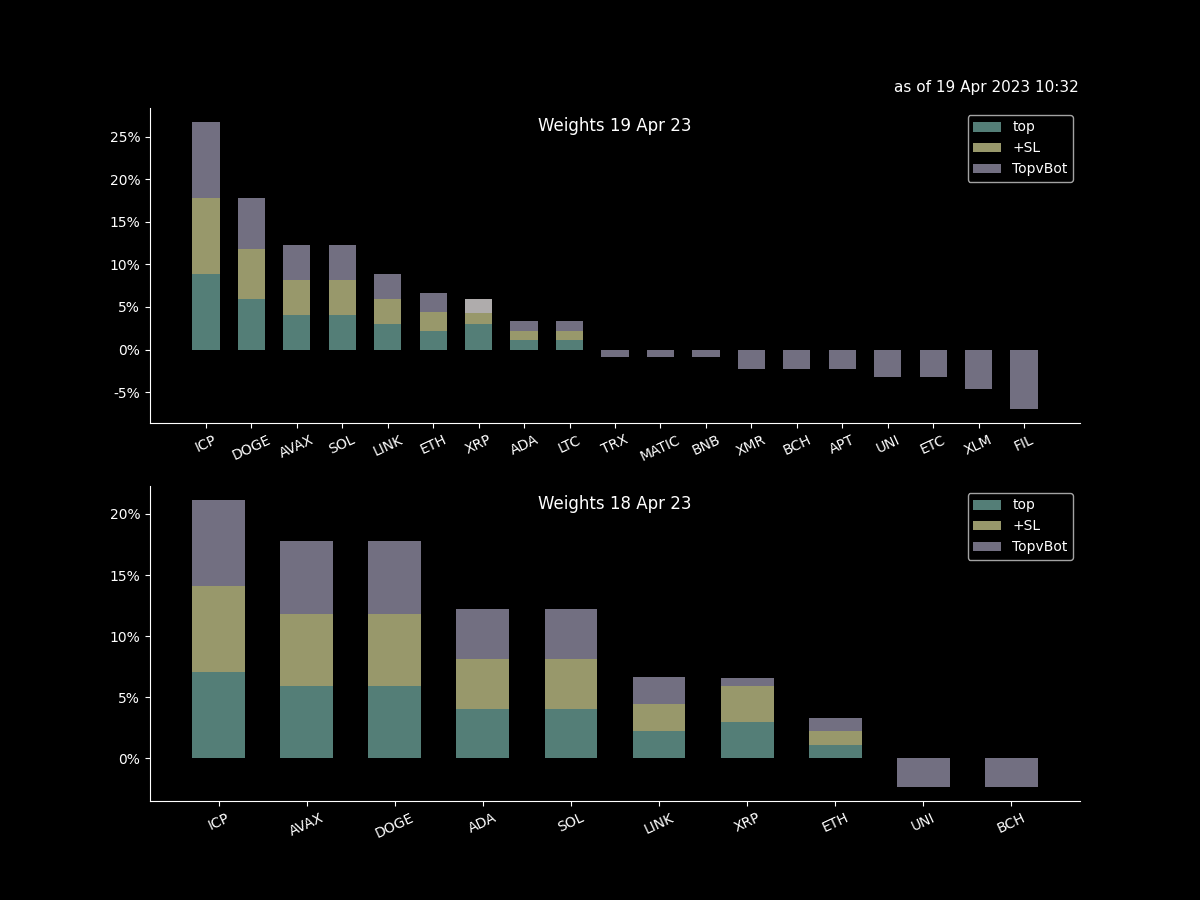 as of 19 Apr 2023 10:32
Weights 19 Apr 23
top
+SL
TopvBot
25%
20%
15%
10%
5%
0%
-5%
ICP DOGE AVAX SOL LINK ETH XRP ADA LTC TRX MATIC BNB XMR BCH APT UNI ETC XLM FIL
Weights 18 Apr 23
top
+SL
TopvBot
20%
15%
10%
5%
0%
ICP AVAX DOGE ADA SOL LINK XRP ETH UNI BCH